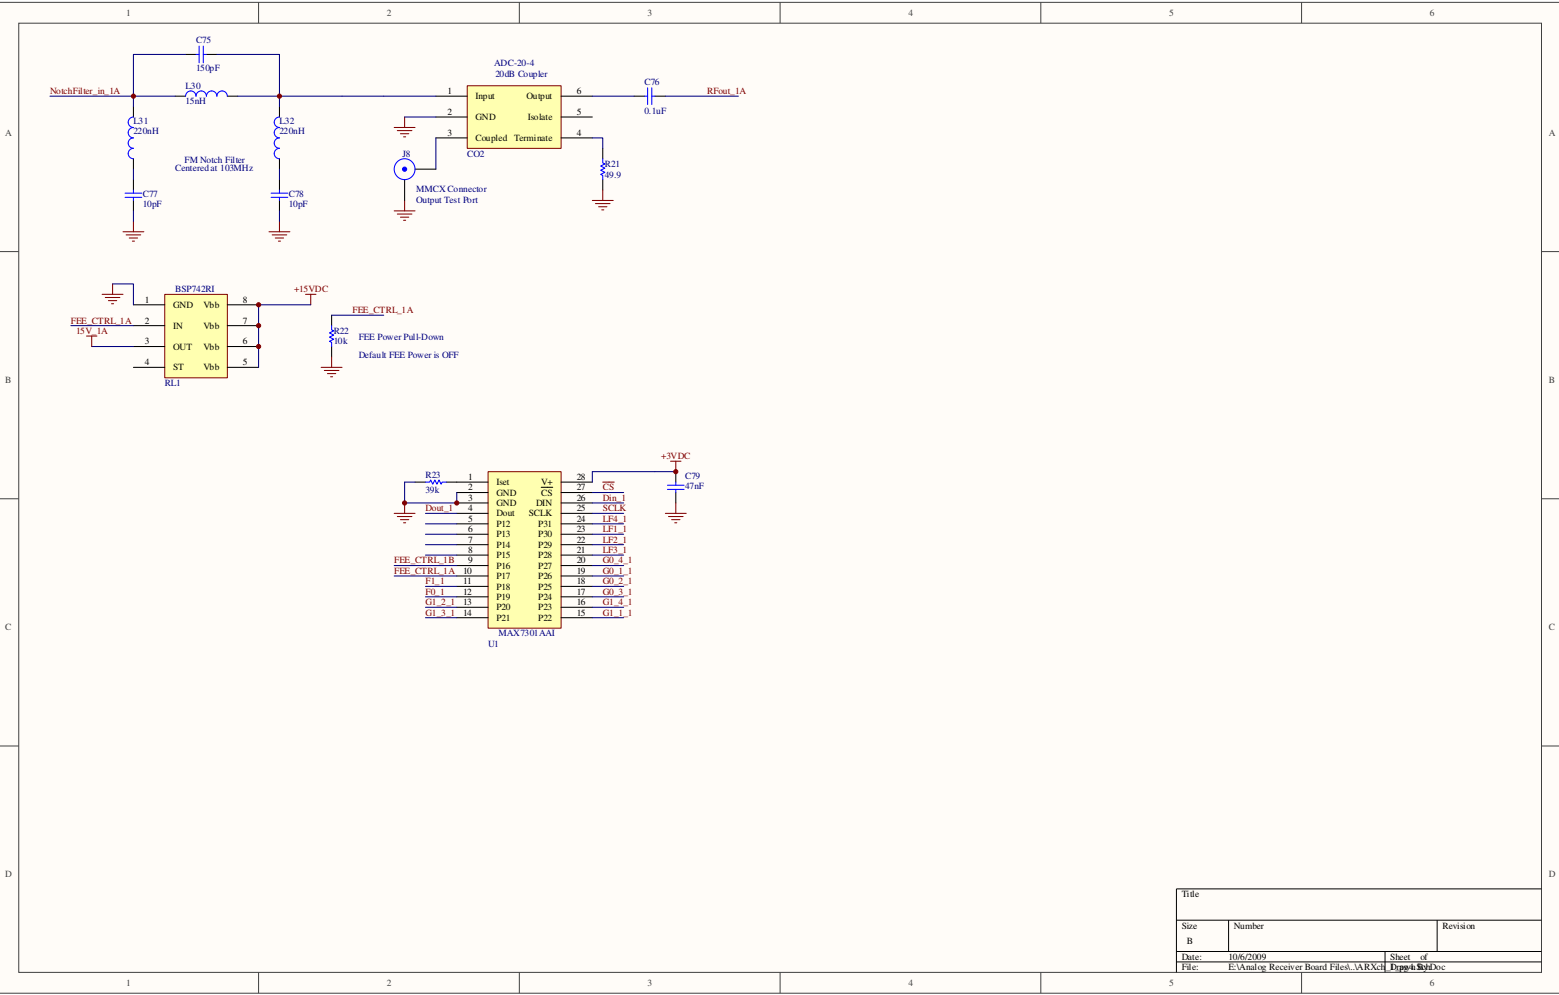 1 2 3 4 5 6
A A
B B
C C
D D
C75
150pF
NotchFilter_in_1A
L30
15nH
L31
220nH
L32
220nH
FM Notch Filter
Centered at 103MHz
C77
10pF
C78
10pF
ADC-20-4
20dB Coupler
1 Input Output 6
2 GND Isolate 5
3 Coupled Terminate 4
CO2
C76
0.1uF
RFout_1A
J8
MMCX Connector
Output Test Port
R21
49.9
BSP742RI
+15VDC
1 GND Vbb 8
FEE_CTRL_1A 2 IN Vbb 7
15V_1A
3 OUT Vbb 6
4 ST Vbb 5
RL1
FEE_CTRL_1A
R22
10k
FEE Power Pull-Down
Default FEE Power is OFF
+3VDC
C79
47nF
R23
39k
1 Iset V+ 28
2 GND CS 27 CS
3 GND DIN 26 Din_1
Dout_1 4 Dout SCLK 25 SCLK
5 P12 P31 24 LF4_1
6 P13 P30 23 LF1_1
7 P14 P29 22 LF2_1
8 P15 P28 21 LF3_1
FEE_CTRL_1B 9 P16 P27 20 G0_4_1
FEE_CTRL_1A 10 P17 P26 19 G0_1_1
F1_1 11 P18 P25 18 G0_2_1
F0_1 12 P19 P24 17 G0_3_1
G1_2_1 13 P20 P23 16 G1_4_1
G1_3_1 14 P21 P22 15 G1_1_1
MAX7301AAI
U1
Title
Size Number Revision
B
Date: 10/6/2009 Sheet of
File: E:\Analog Receiver Board Files\..\ARXch
1 2 3 4 5 6